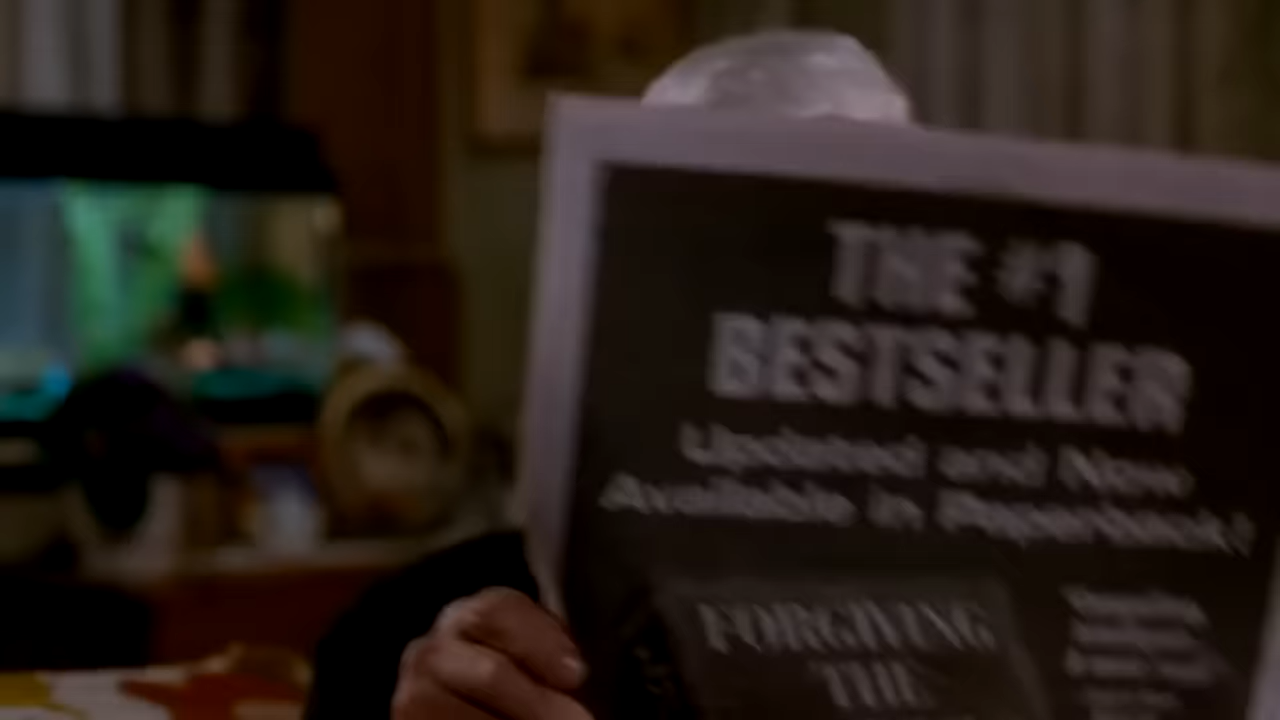 THE #1
BESTSELLER
Updated and Now
Available in Paperback!
FORGIVING
THE